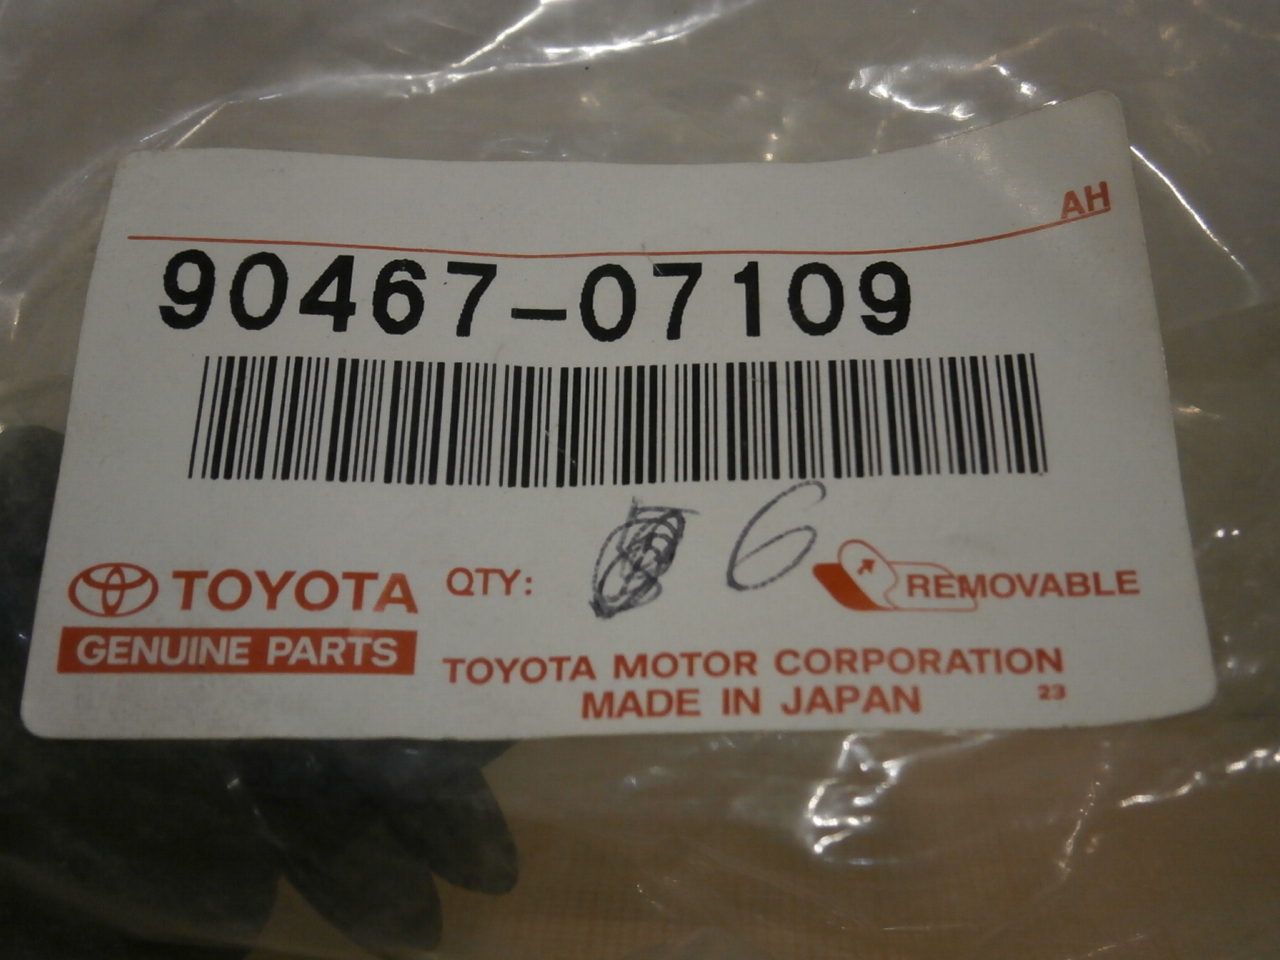 AH
90467-07109
QTY: 6
REMOVABLE
TOYOTA
GENUINE PARTS
TOYOTA MOTOR CORPORATION
MADE IN JAPAN
23